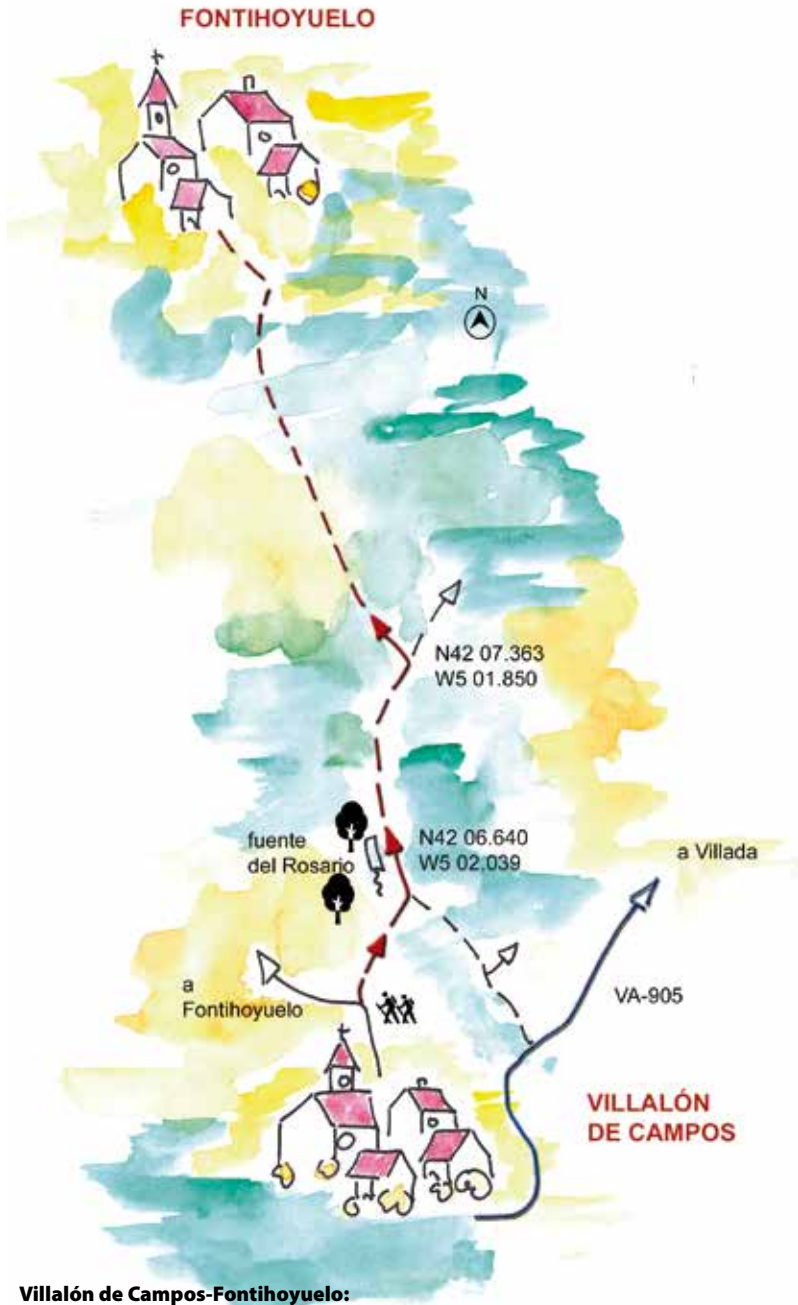 FONTIHOYUELO
N
N42 07.363
W5 01.850
fuente
del Rosario
N42 06.640
W5 02.039
a Villada
a
Fontihoyuelo
VA-905
VILLALÓN
DE CAMPOS
Villalón de Campos-Fontihoyuelo: